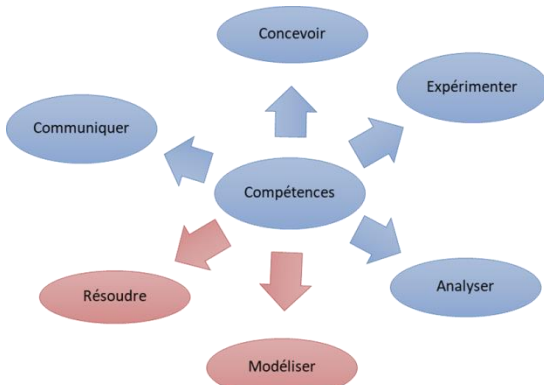 Concevoir
Expérimenter
Communiquer
Compétences
Résoudre
Analyser
Modéliser